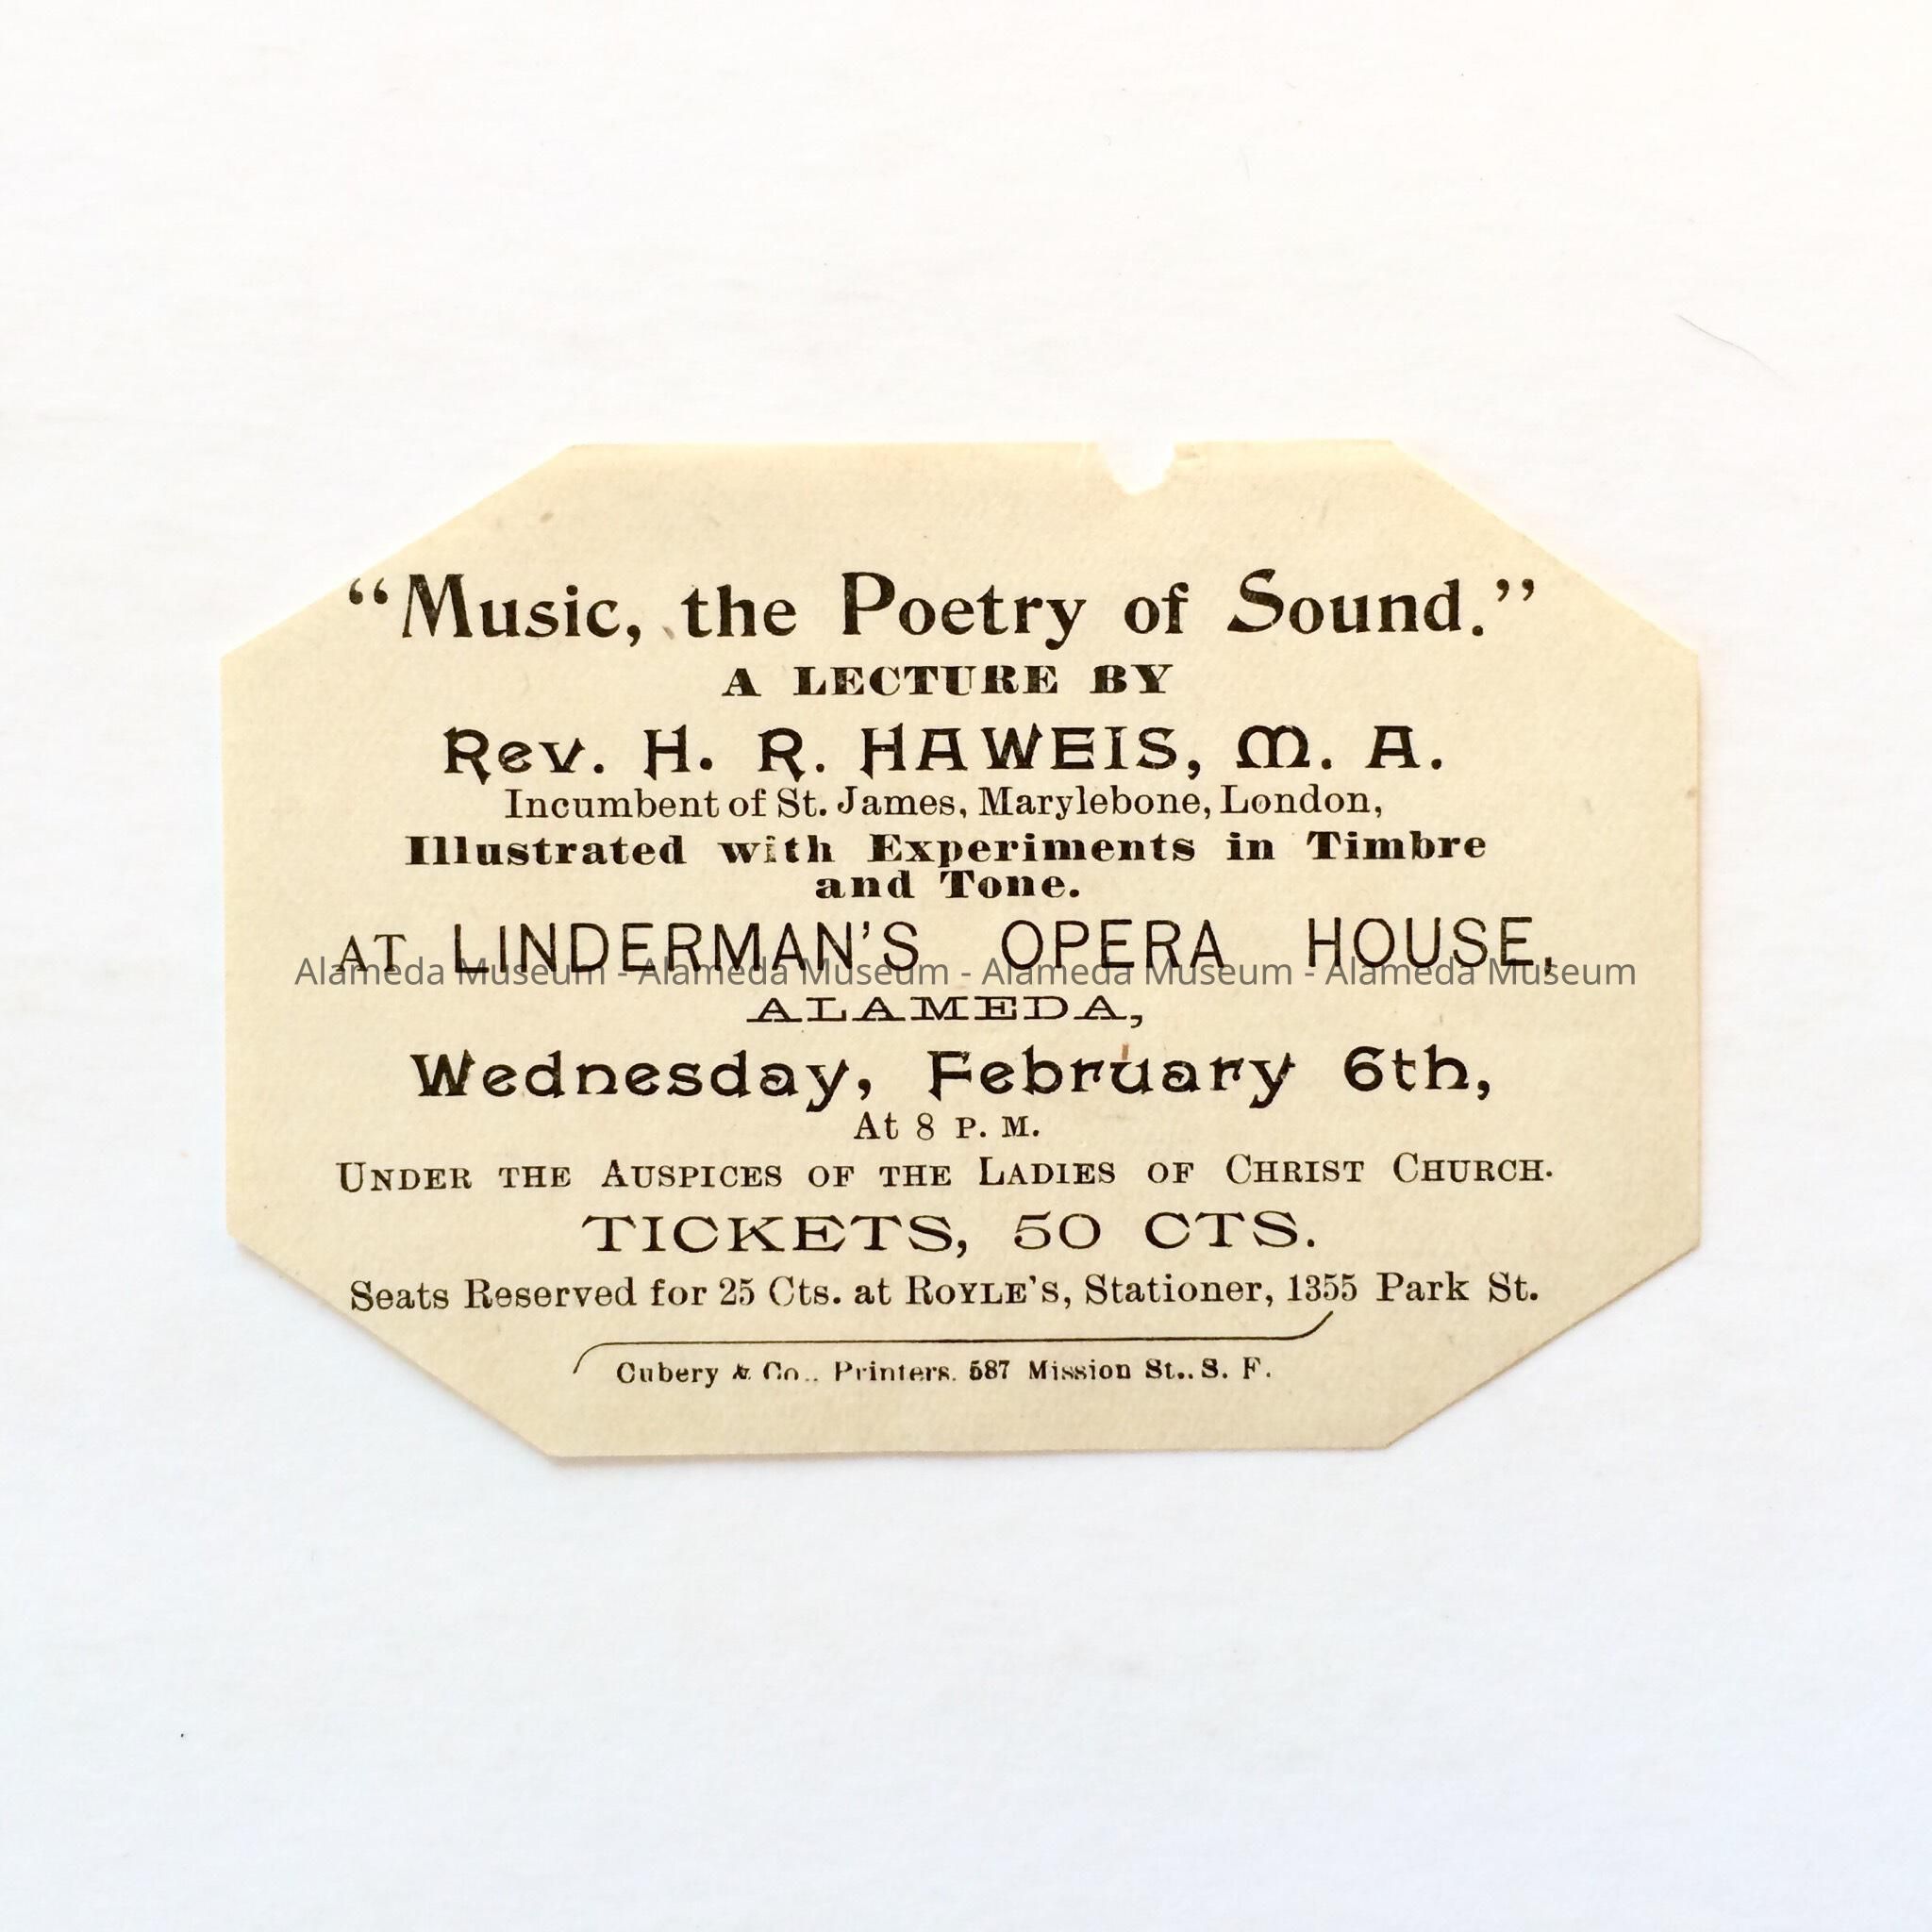 “Music, the Poetry of Sound.”
A LECTURE BY
Rev. H. R. HAWEIS, M. A.
Incumbent of St. James, Marylebone, London,
Illustrated with Experiments in Timbre
and Tone.
AT LINDERMAN'S OPERA HOUSE,
Alameda Museum - Alameda Museum - Alameda Museum - Alameda Museum
ALAMEDA,
Wednesday, February 6th,
At 8 P. M.
UNDER THE AUSPICES OF THE LADIES OF CHRIST CHURCH.
TICKETS, 50 CTS.
Seats Reserved for 25 Cts. at ROYLE'S, Stationer, 1355 Park St.
Cubery & Co., Printers. 587 Mission St., S. F.